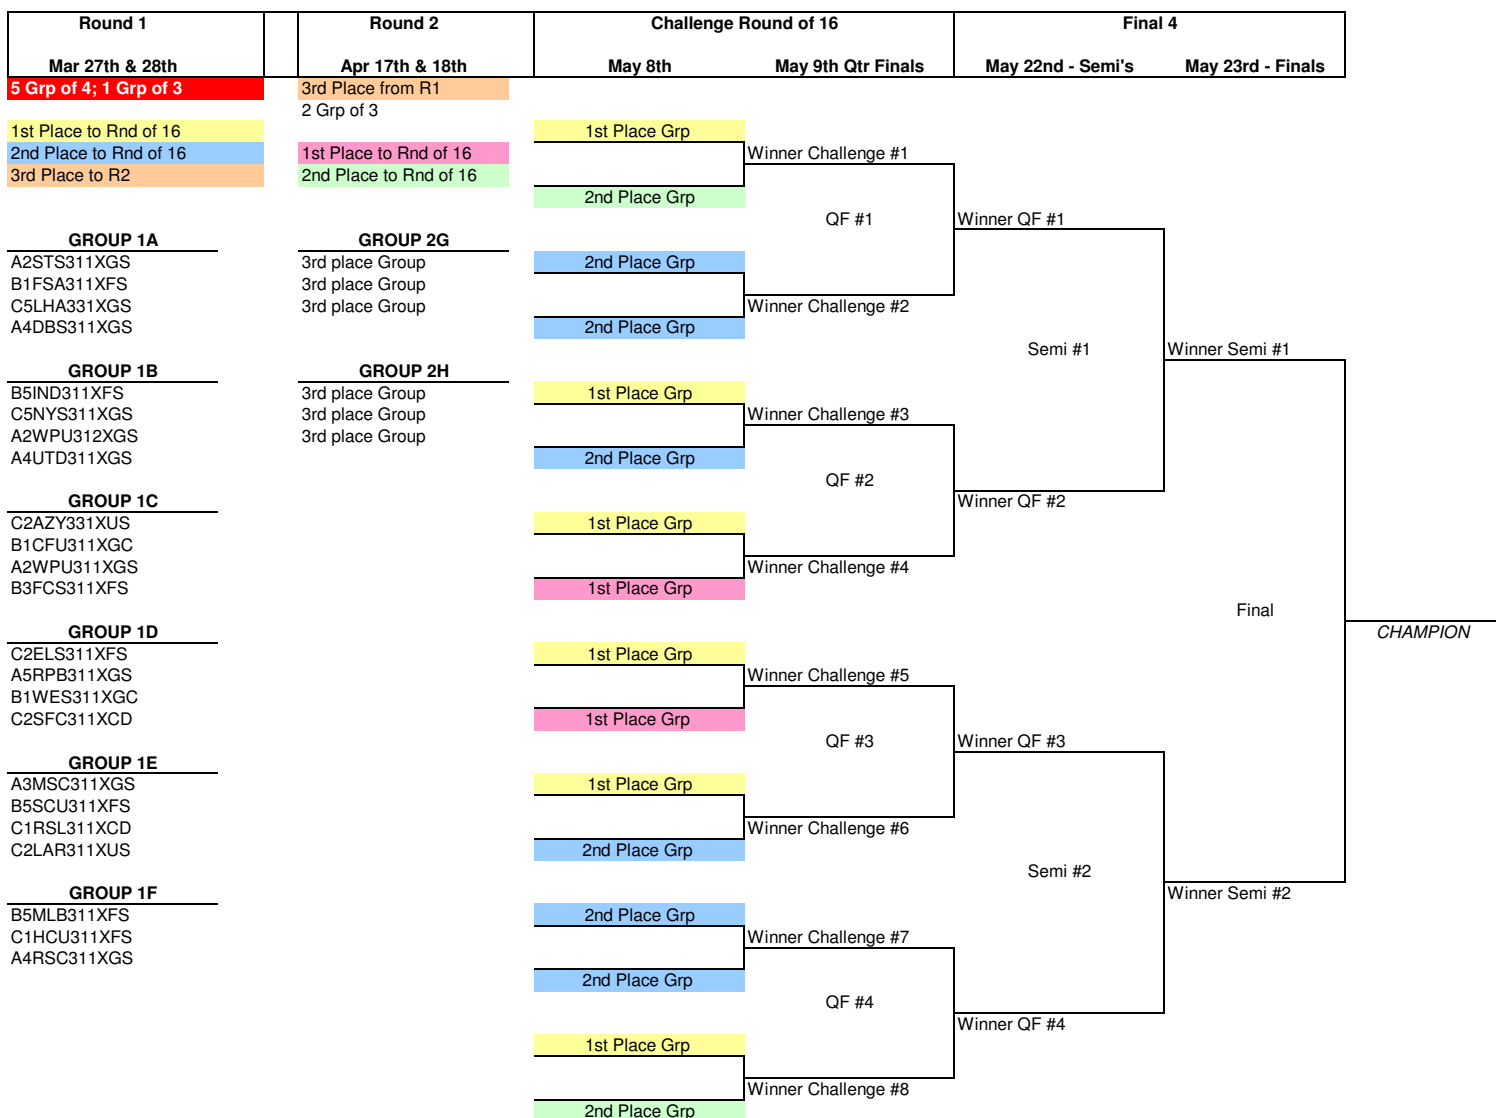 Round 1
Round 2
Challenge Round of 16
Final 4
Mar 27th & 28th
Apr 17th & 18th
May 8th
May 9th Qtr Finals
May 22nd - Semi's
May 23rd - Finals
5 Grp of 4; 1 Grp of 3
1st Place to Rnd of 16
2nd Place to Rnd of 16
3rd Place to R2
GROUP 1A
A2STS311XGS
B1FSA311XFS
C5LHA331XGS
A4DBS311XGS
GROUP 1B
B5IND311XFS
C5NYS311XGS
A2WPU312XGS
A4UTD311XGS
GROUP 1C
C2AZY331XUS
B1CFU311XGC
A2WPU311XGS
B3FCS311XFS
GROUP 1D
C2ELS311XFS
A5RPB311XGS
B1WES311XGC
C2SFC311XCD
GROUP 1E
A3MSC311XGS
B5SCU311XFS
C1RSL311XCD
C2LAR311XUS
GROUP 1F
B5MLB311XFS
C1HCU311XFS
A4RSC311XGS
3rd Place from R1
2 Grp of 3
1st Place to Rnd of 16
2nd Place to Rnd of 16
GROUP 2G
3rd place Group
3rd place Group
3rd place Group
GROUP 2H
3rd place Group
3rd place Group
3rd place Group
1st Place Grp
2nd Place Grp
2nd Place Grp
2nd Place Grp
1st Place Grp
2nd Place Grp
1st Place Grp
1st Place Grp
1st Place Grp
1st Place Grp
1st Place Grp
2nd Place Grp
2nd Place Grp
2nd Place Grp
1st Place Grp
2nd Place Grp
Winner Challenge #1
QF #1
Winner Challenge #2
Winner Challenge #3
QF #2
Winner Challenge #4
Winner Challenge #5
QF #3
Winner Challenge #6
Winner Challenge #7
QF #4
Winner Challenge #8
Winner QF #1
Semi #1
Winner QF #2
Winner QF #3
Semi #2
Winner QF #4
Winner Semi #1
Final
Winner Semi #2
CHAMPION